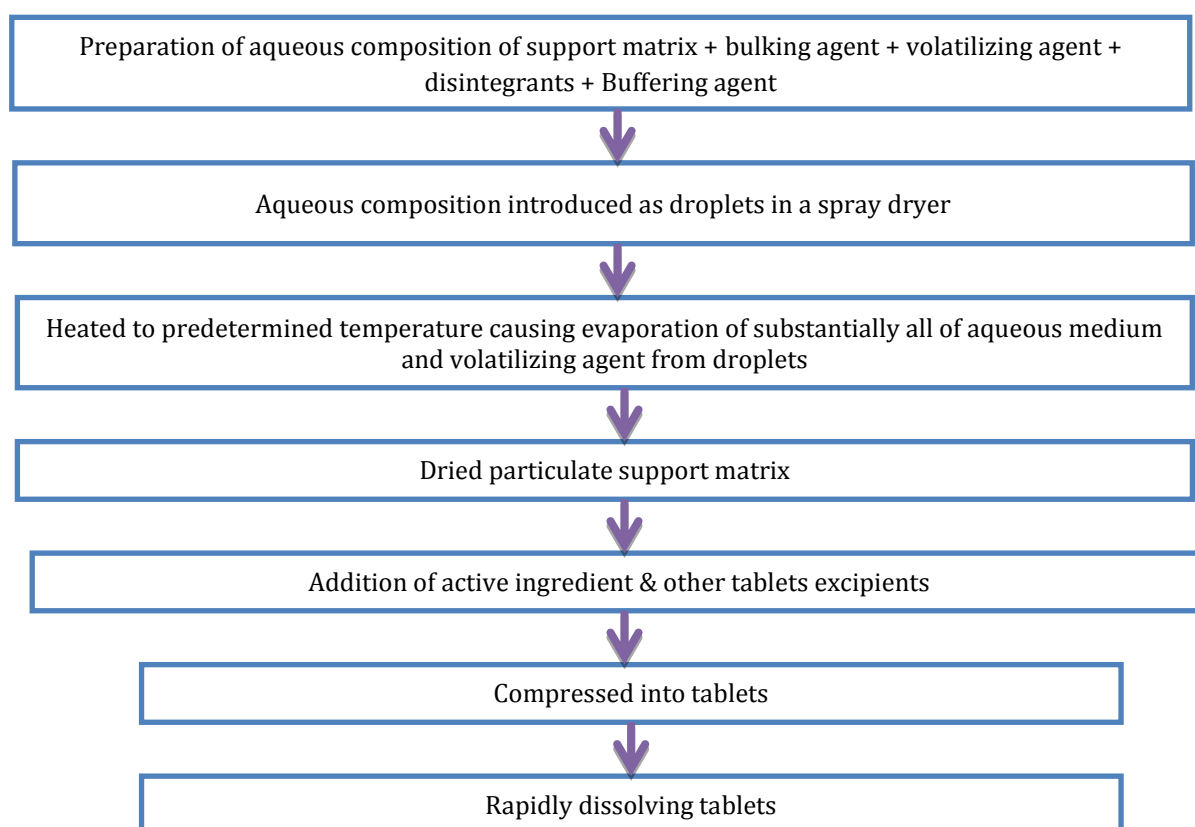 Preparation of aqueous composition of support matrix + bulking agent + volatilizing agent +
disintegrants + Buffering agent
Aqueous composition introduced as droplets in a spray dryer
Heated to predetermined temperature causing evaporation of substantially all of aqueous medium
and volatilizing agent from droplets
Dried particulate support matrix
Addition of active ingredient & other tablets excipients
Compressed into tablets
Rapidly dissolving tablets